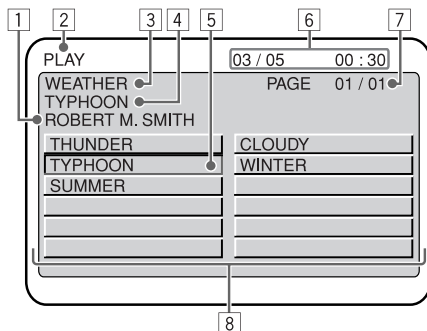 1 2 3 4 5 6 7
PLAY 03 / 05 00 : 30
WEATHER PAGE 01 / 01
TYPHOON
ROBERT M. SMITH
THUNDER CLOUDY
TYPHOON WINTER
SUMMER
8